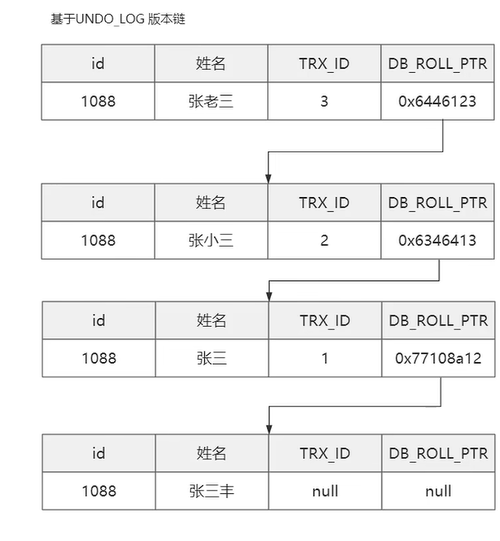 基于UNDO_LOG 版本链
id 姓名 TRX_ID DB_ROLL_PTR
1088 张老三 3 0x6446123
id 姓名 TRX_ID DB_ROLL_PTR
1088 张小三 2 0x6346413
id 姓名 TRX_ID DB_ROLL_PTR
1088 张三 1 0x77108a12
id 姓名 TRX_ID DB_ROLL_PTR
1088 张三丰 null null